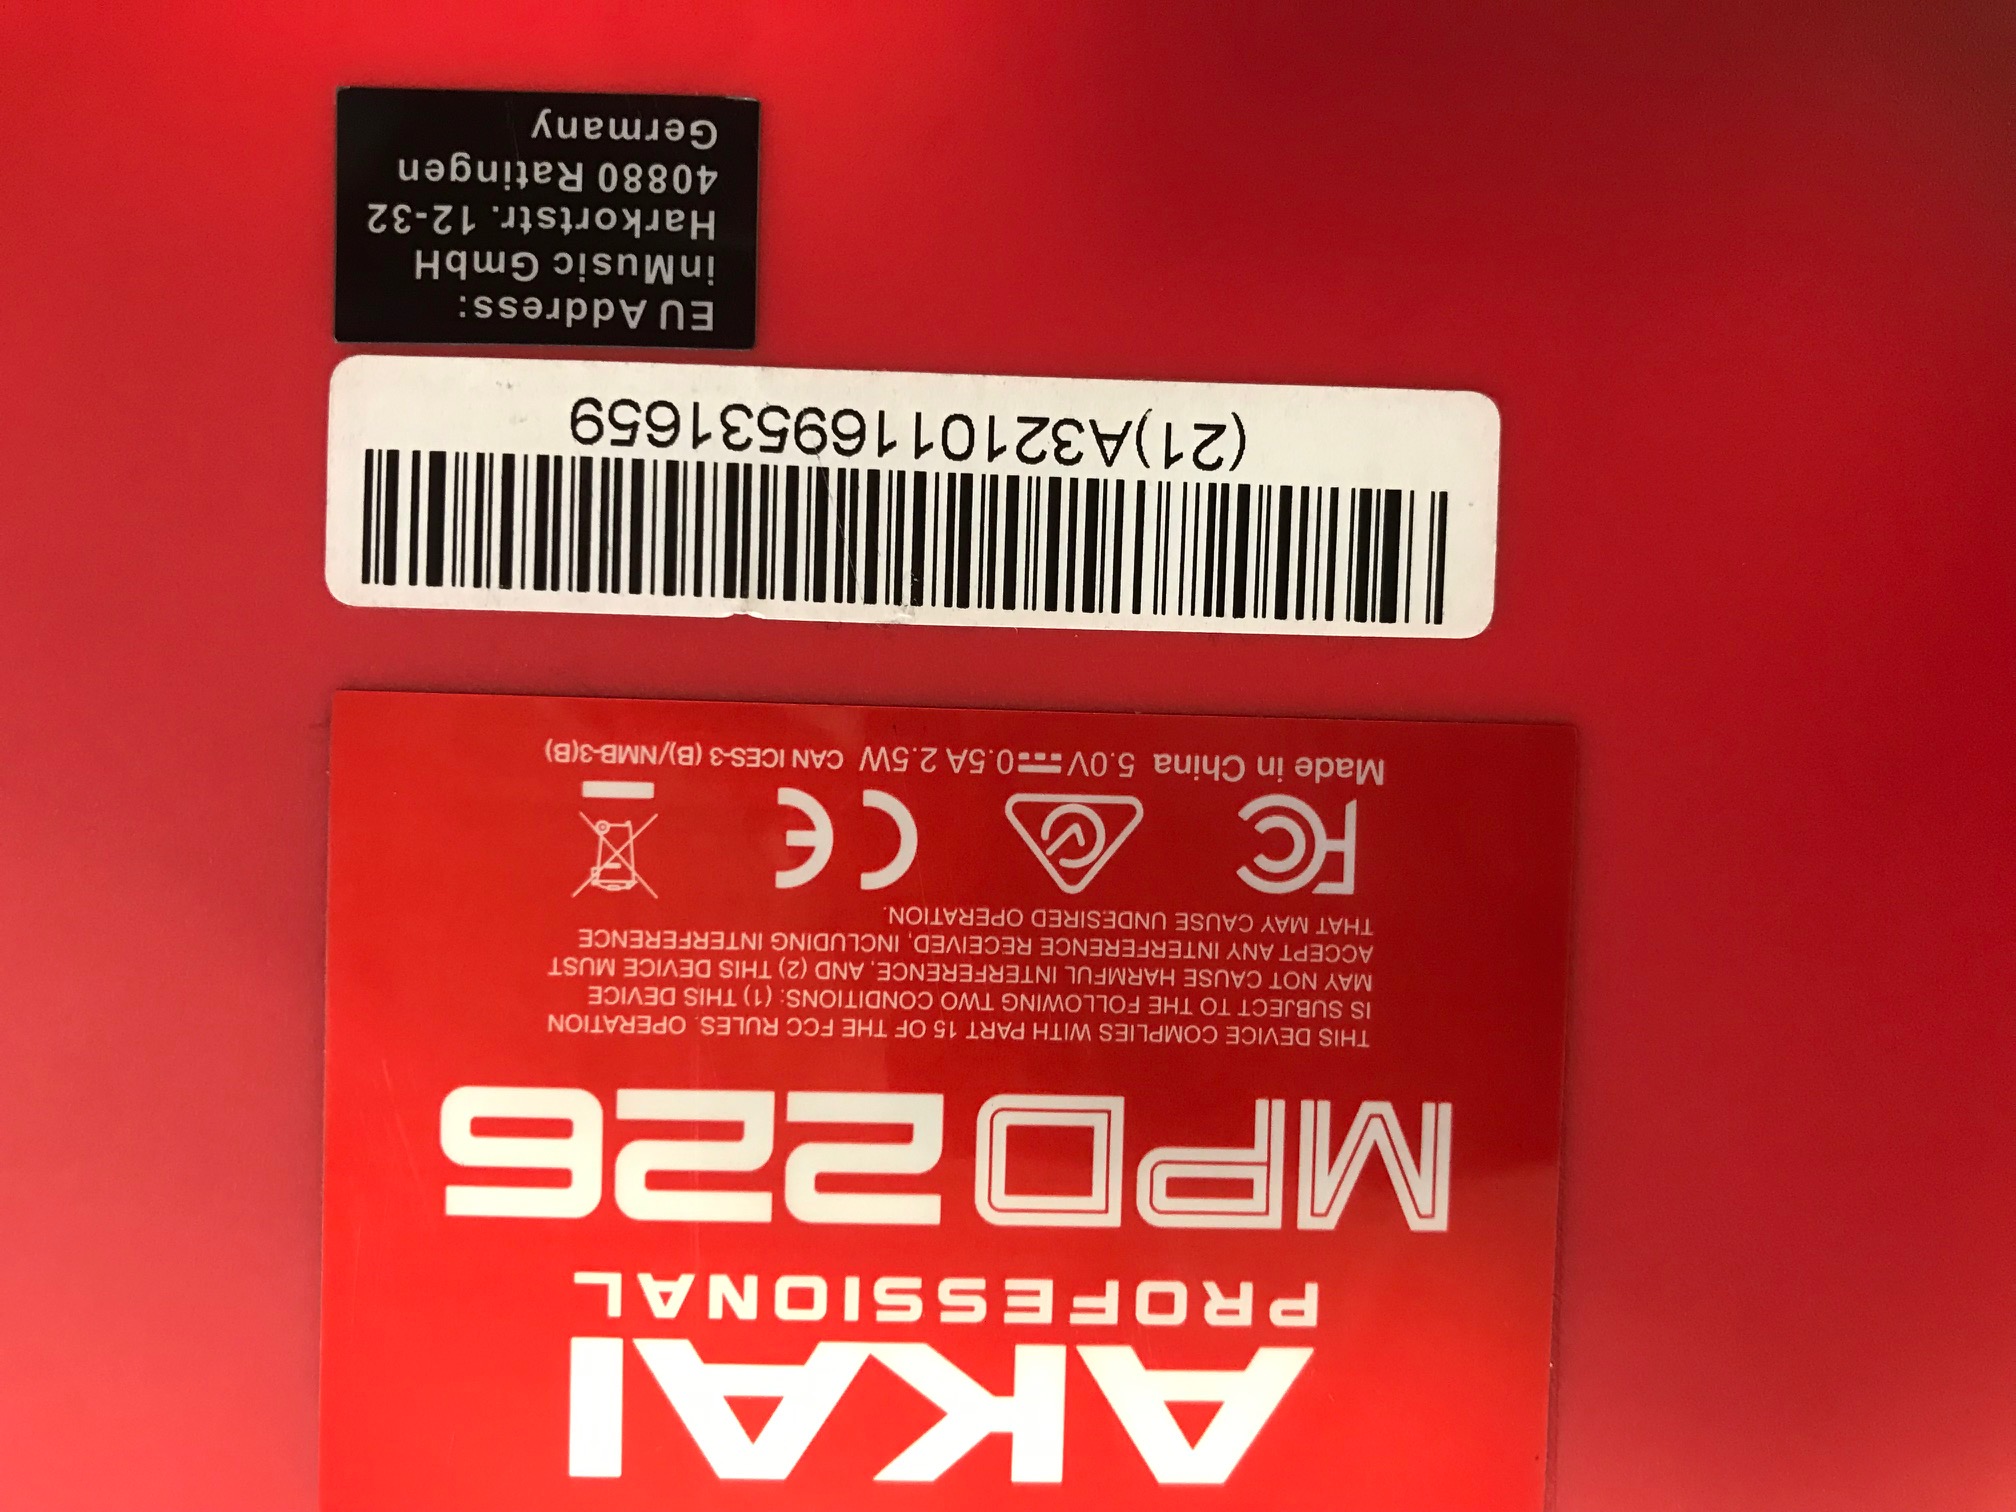 AKAI
PROFESSIONAL
MPD226
THIS DEVICE COMPLIES WITH PART 15 OF THE FCC RULES. OPERATION
IS SUBJECT TO THE FOLLOWING TWO CONDITIONS: (1) THIS DEVICE
MAY NOT CAUSE HARMFUL INTERFERENCE, AND (2) THIS DEVICE MUST
ACCEPT ANY INTERFERENCE RECEIVED, INCLUDING INTERFERENCE
THAT MAY CAUSE UNDESIRED OPERATION.
FC CE
Made in China 5.0V⎓0.5A 2.5W CAN ICES-3 (B)/NMB-3(B)
(21)A32101169531659
EU Address:
inMusic GmbH
Harkortstr. 12-32
40880 Ratingen
Germany